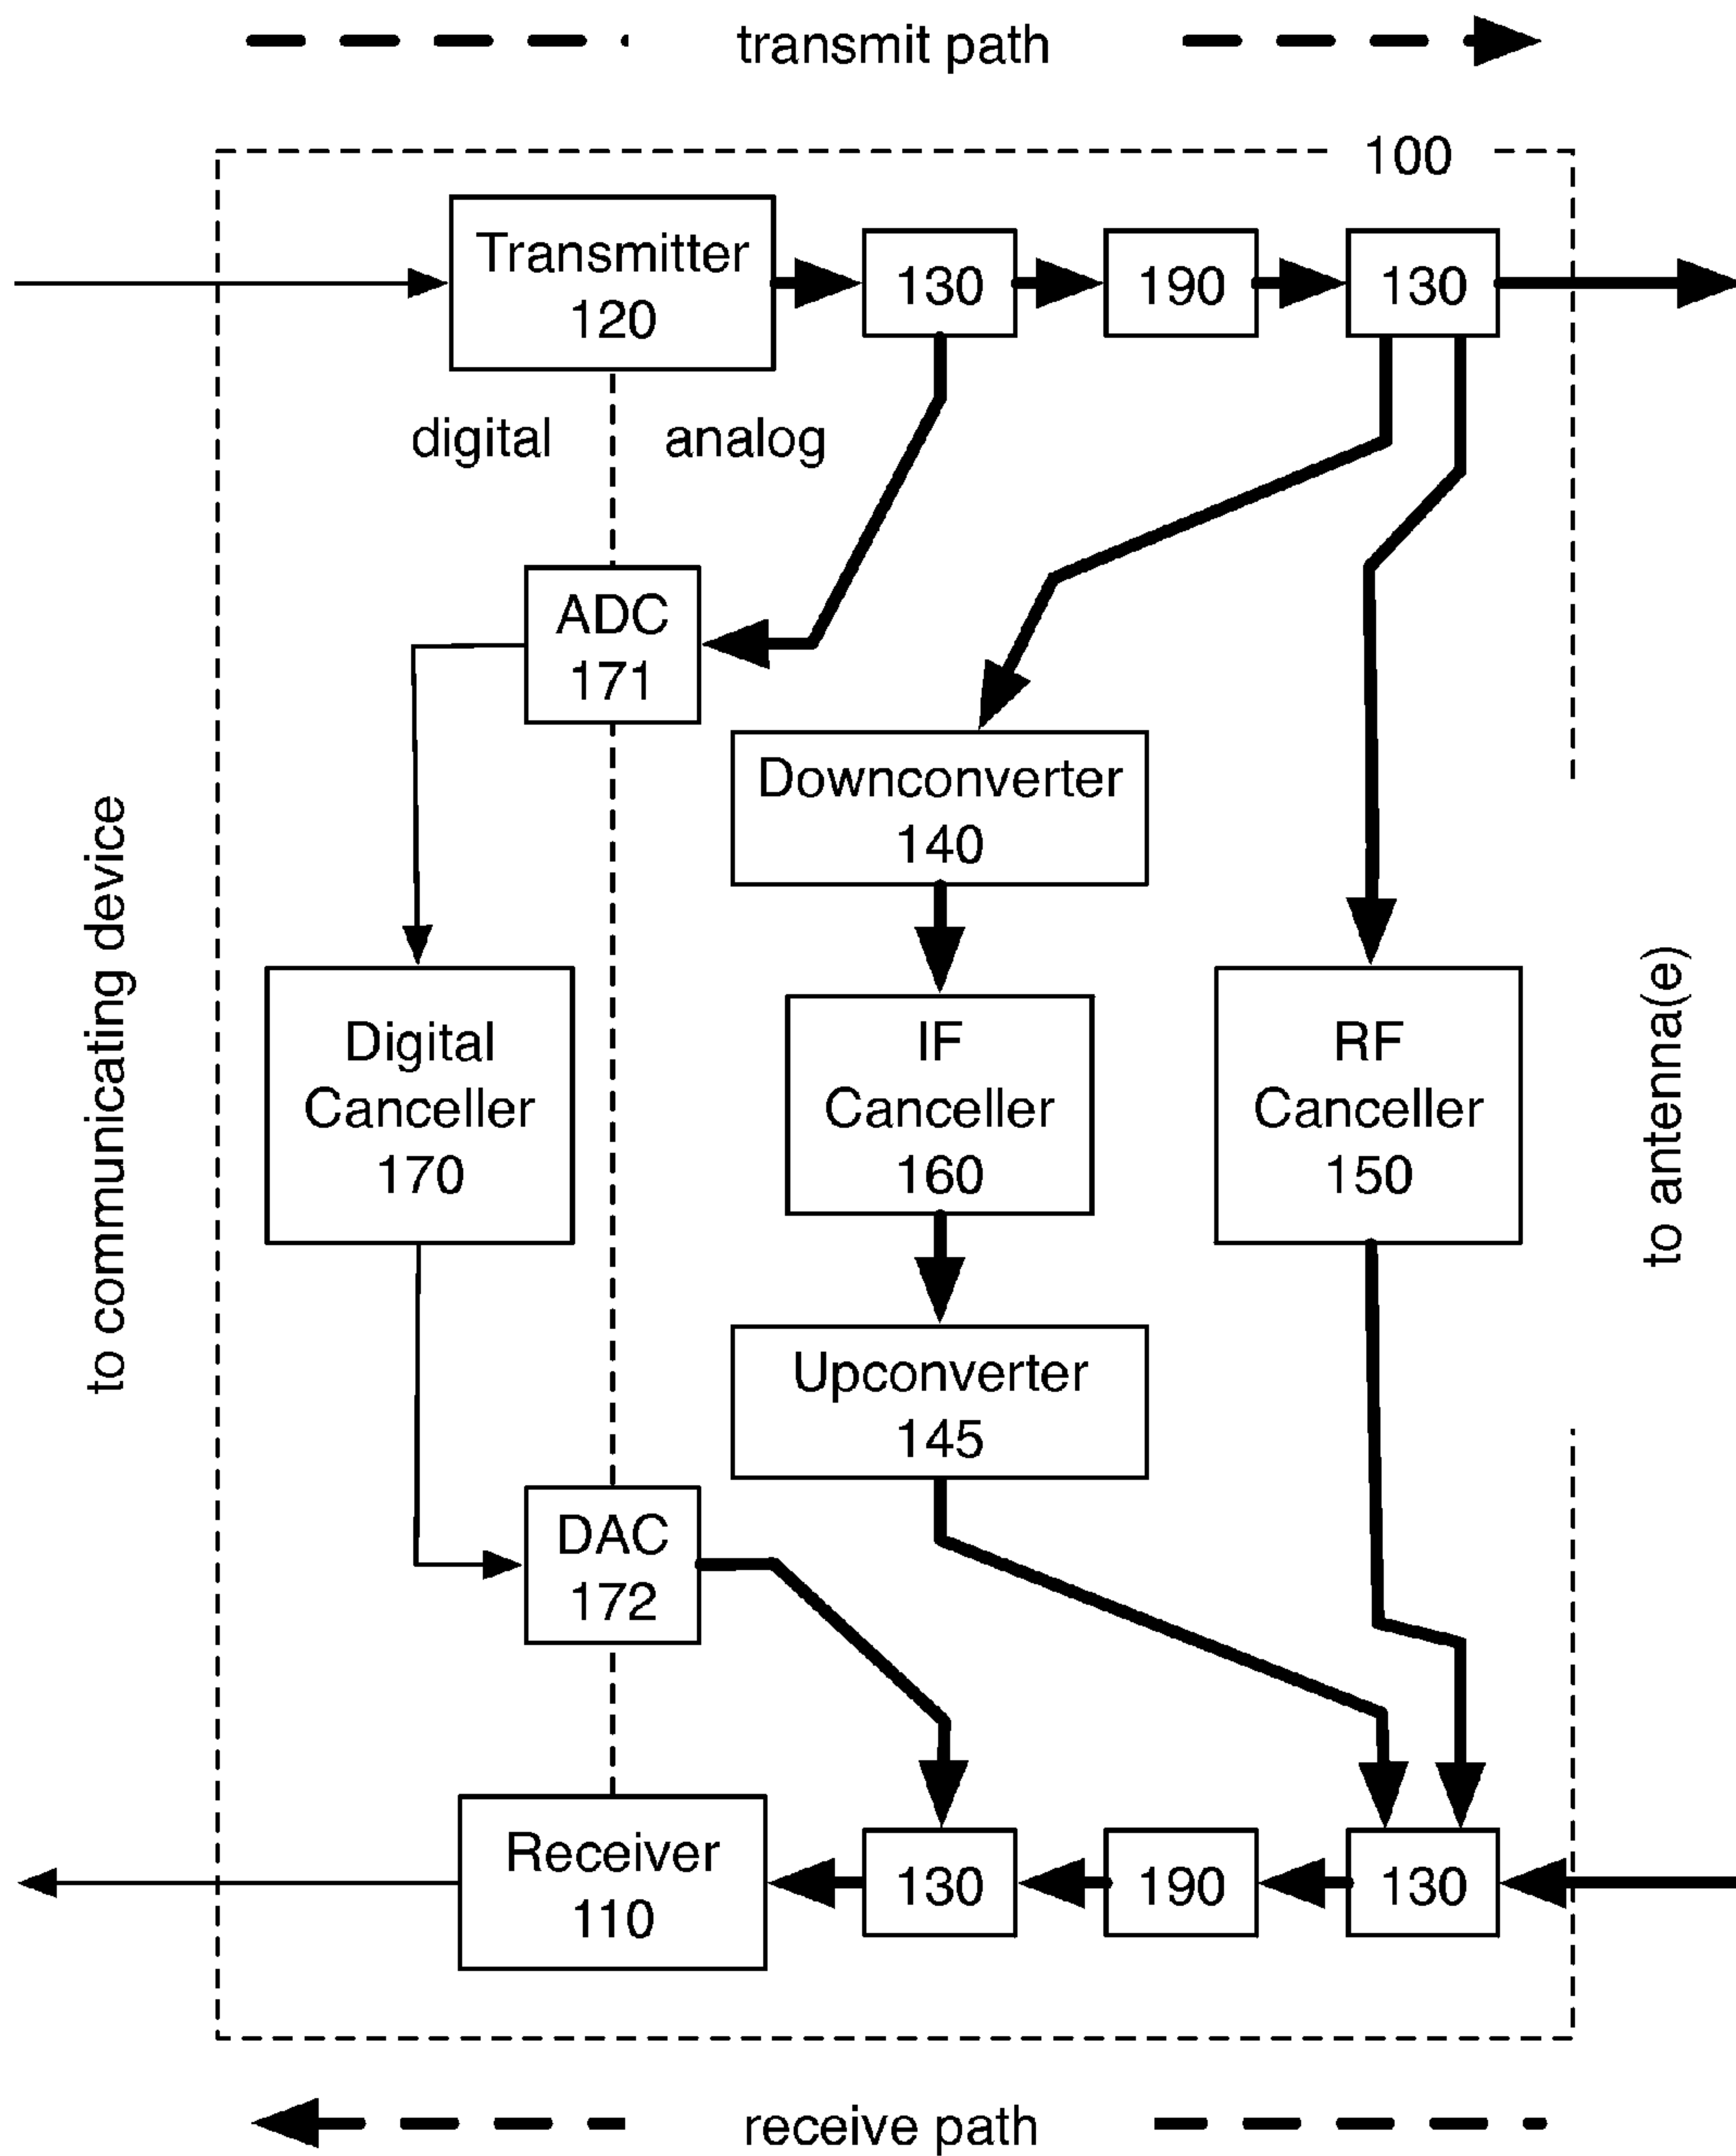 transmit path
100
Transmitter
120
130
190
130
digital
analog
ADC
171
Downconverter
140
to communicating device
Digital
Canceller
170
IF
Canceller
160
RF
Canceller
150
to antenna(e)
Upconverter
145
DAC
172
Receiver
110
130
190
130
receive path